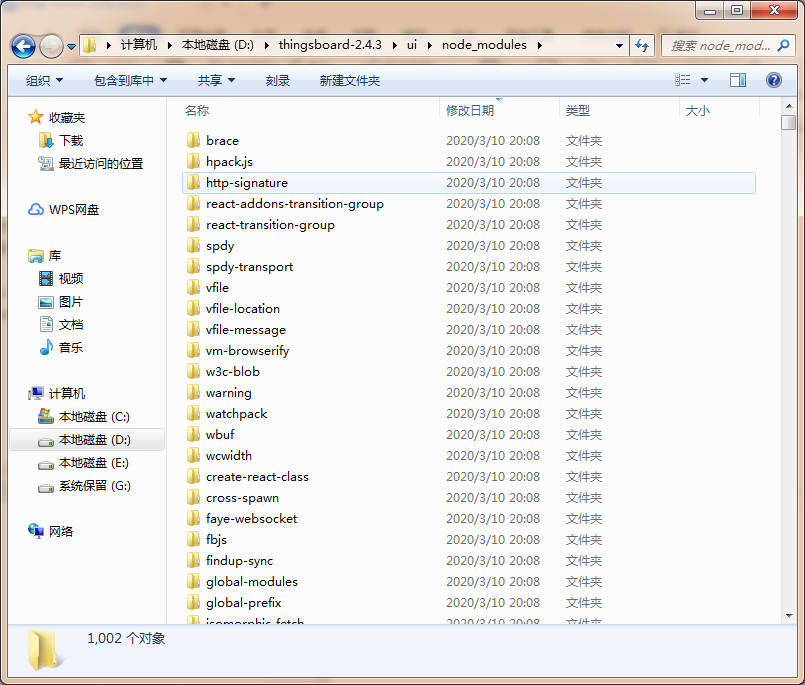 计算机 本地磁盘 (D:) thingsboard-2.4.3 ui node_modules 搜索 node_mod...
组织 包含到库中 共享 刻录 新建文件夹
收藏夹
下载
最近访问的位置
WPS网盘
库
视频
图片
文档
音乐
计算机
本地磁盘 (C:)
本地磁盘 (D:)
本地磁盘 (E:)
系统保留 (G:)
网络
名称 修改日期 类型 大小
brace 2020/3/10 20:08 文件夹
hpack.js 2020/3/10 20:08 文件夹
http-signature 2020/3/10 20:08 文件夹
react-addons-transition-group 2020/3/10 20:08 文件夹
react-transition-group 2020/3/10 20:08 文件夹
spdy 2020/3/10 20:08 文件夹
spdy-transport 2020/3/10 20:08 文件夹
vfile 2020/3/10 20:08 文件夹
vfile-location 2020/3/10 20:08 文件夹
vfile-message 2020/3/10 20:08 文件夹
vm-browserify 2020/3/10 20:08 文件夹
w3c-blob 2020/3/10 20:08 文件夹
warning 2020/3/10 20:08 文件夹
watchpack 2020/3/10 20:08 文件夹
wbuf 2020/3/10 20:08 文件夹
wcwidth 2020/3/10 20:08 文件夹
create-react-class 2020/3/10 20:08 文件夹
cross-spawn 2020/3/10 20:08 文件夹
faye-websocket 2020/3/10 20:08 文件夹
fbjs 2020/3/10 20:08 文件夹
findup-sync 2020/3/10 20:08 文件夹
global-modules 2020/3/10 20:08 文件夹
global-prefix 2020/3/10 20:08 文件夹
isomorphic-fetch 2020/3/10 20:08 文件夹
1,002 个对象